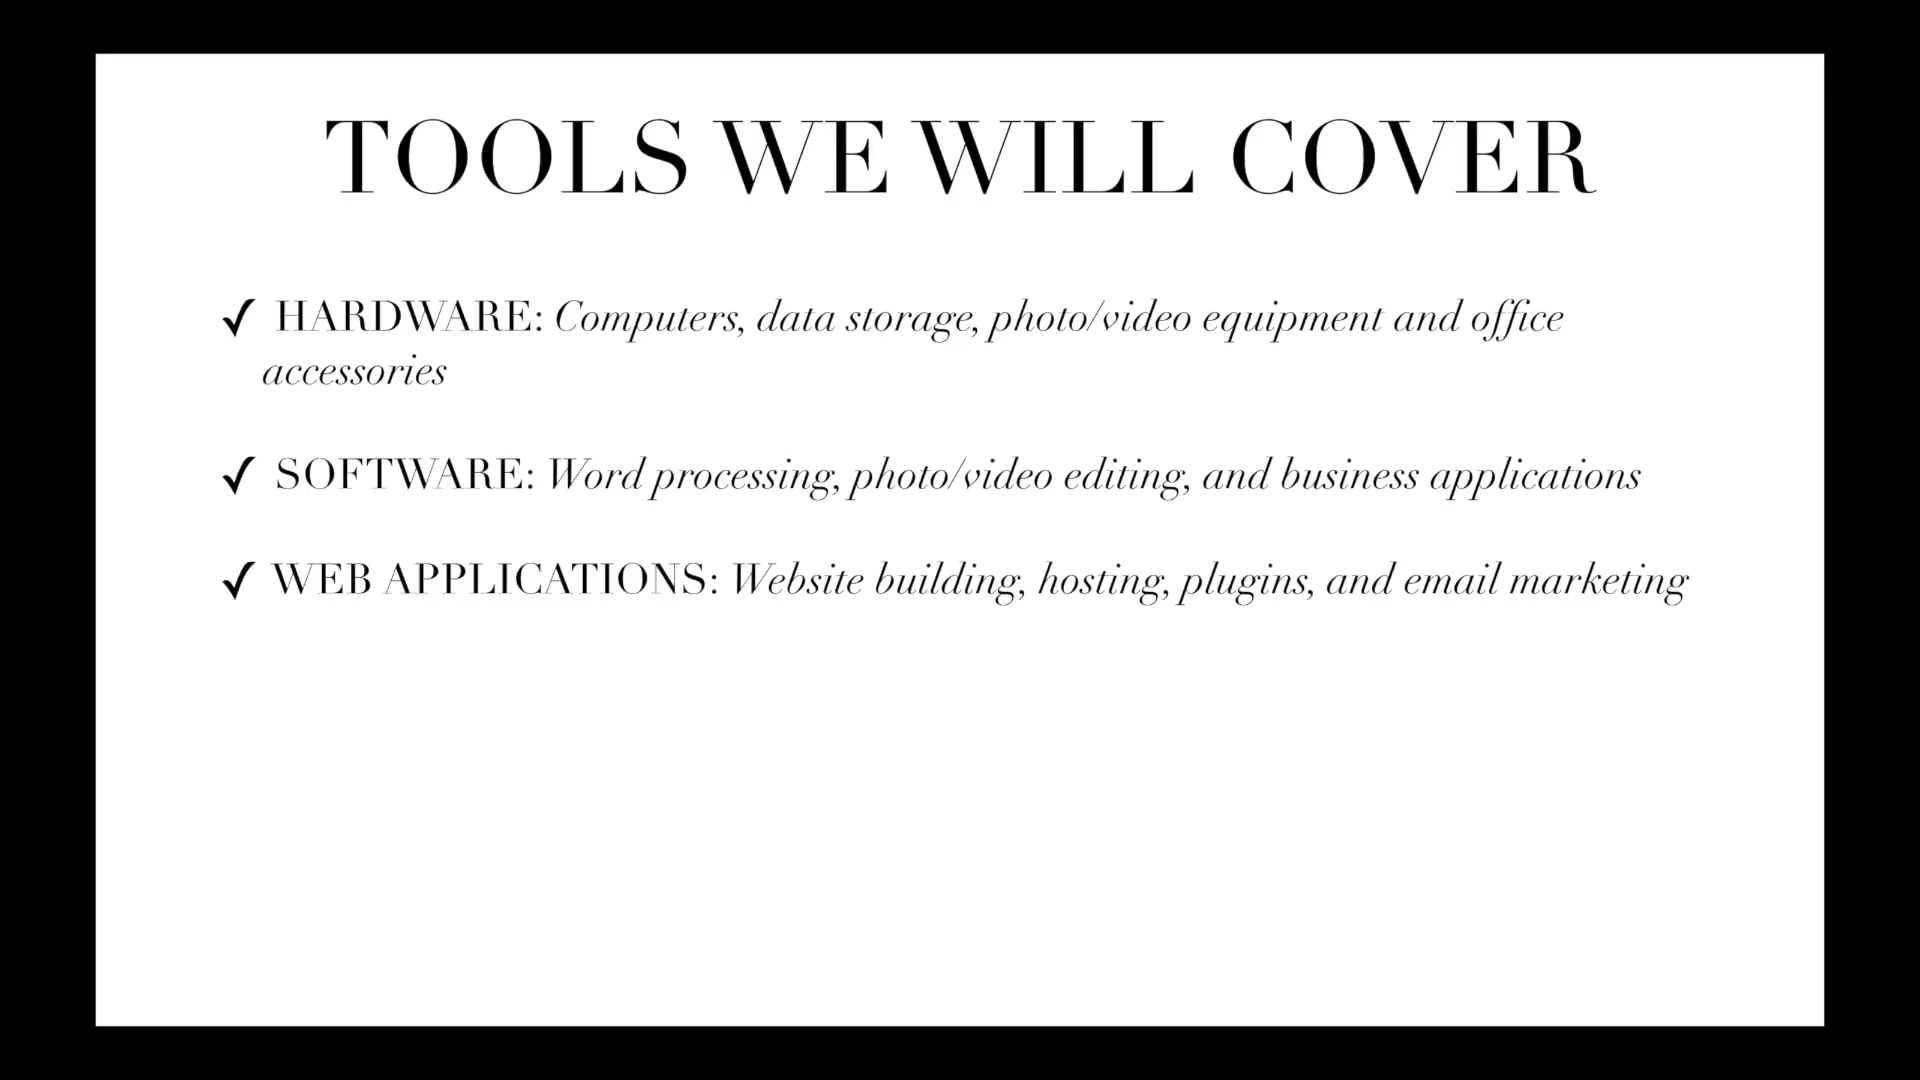 TOOLS WE WILL COVER
✓ HARDWARE: Computers, data storage, photo/video equipment and office
accessories
✓ SOFTWARE: Word processing, photo/video editing, and business applications
✓ WEB APPLICATIONS: Website building, hosting, plugins, and email marketing